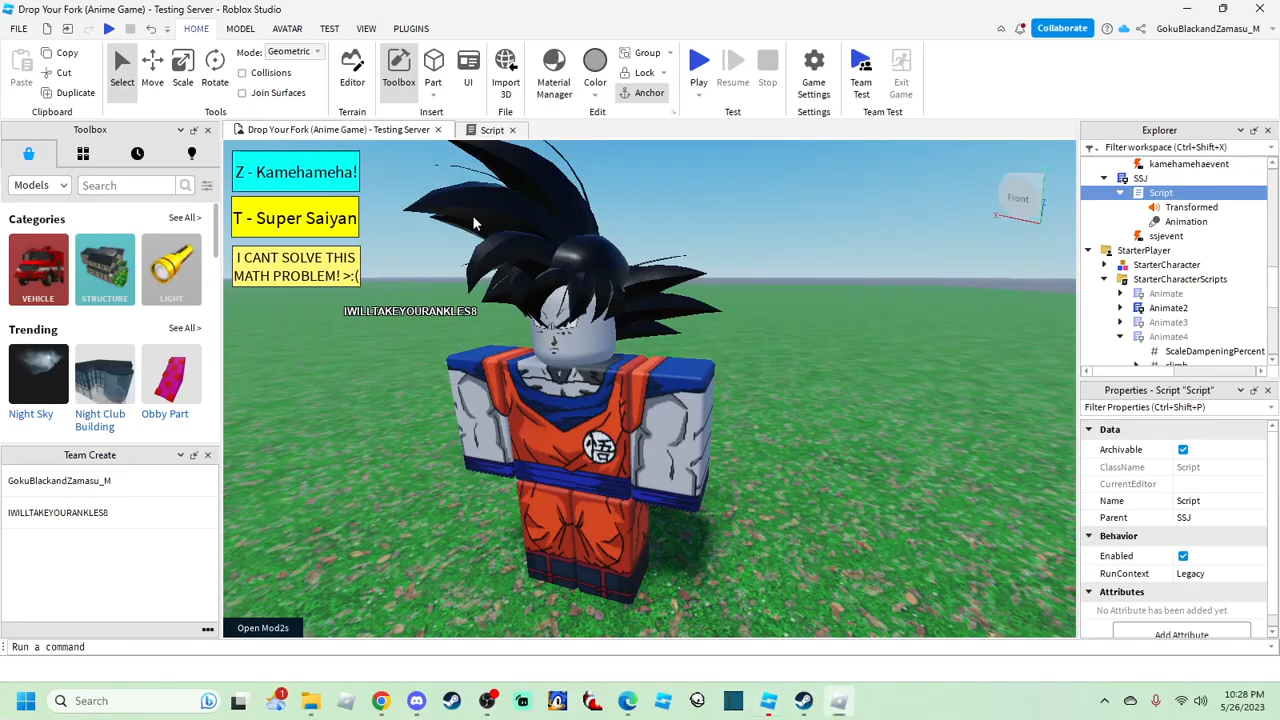 Drop Your Fork (Anime Game) - Testing Server - Roblox Studio
FILE
HOME
MODEL
AVATAR
TEST
VIEW
PLUGINS
Collaborate
GokuBlackandZamasu_M
Paste
Copy
Cut
Duplicate
Clipboard
Select
Move
Scale
Rotate
Mode:
Geometric
Collisions
Join Surfaces
Tools
Editor
Terrain
Toolbox
Part
UI
Insert
Import
3D
File
Material
Manager
Color
Group
Lock
Anchor
Edit
Play
Resume
Stop
Test
Game
Settings
Settings
Team
Test
Exit
Game
Team Test
Toolbox
Models
Search
Categories
See All >
VEHICLE
STRUCTURE
LIGHT
Trending
See All >
Night Sky
Night Club
Building
Obby Part
Team Create
GokuBlackandZamasu_M
IWILLTAKEYOURANKLES8
Drop Your Fork (Anime Game) - Testing Server
Script
Z - Kamehameha!
T - Super Saiyan
I CANT SOLVE THIS
MATH PROBLEM! >:(
IWILLTAKEYOURANKLES8
悟
Front
Open Mod2s
Explorer
Filter workspace (Ctrl+Shift+X)
kamehamehaevent
SSJ
Script
Transformed
Animation
ssjevent
StarterPlayer
StarterCharacter
StarterCharacterScripts
Animate
Animate2
Animate3
Animate4
ScaleDampeningPercent
climb
Properties - Script "Script"
Filter Properties (Ctrl+Shift+P)
Data
Archivable
ClassName
Script
CurrentEditor
Name
Script
Parent
SSJ
Behavior
Enabled
RunContext
Legacy
Attributes
No Attribute has been added yet
Add Attribute
Run a command
Search
1
10:28 PM
5/26/2023